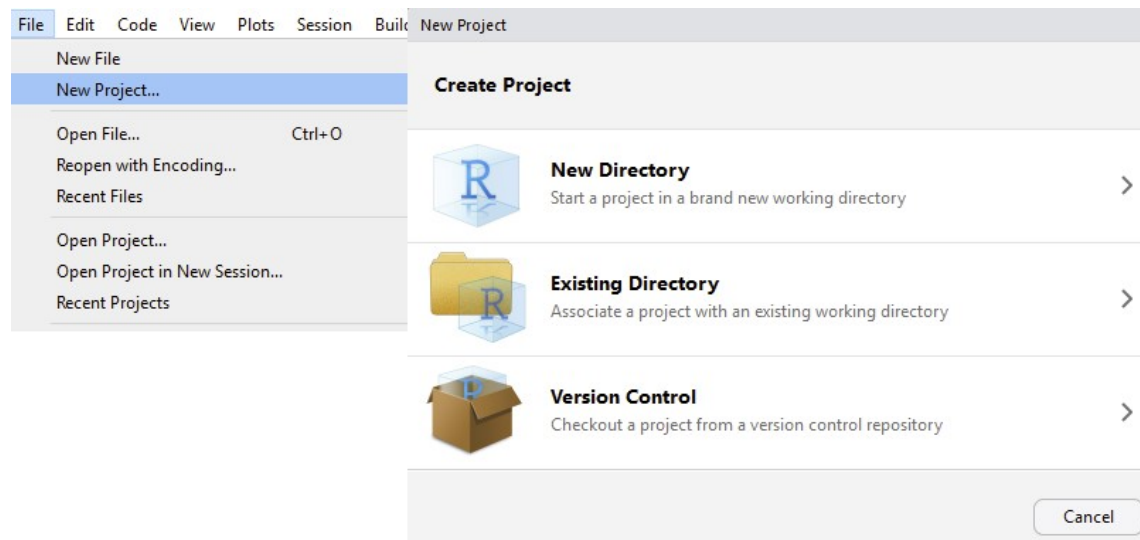 File Edit Code View Plots Session Build
New File
New Project...
Open File... Ctrl+O
Reopen with Encoding...
Recent Files
Open Project...
Open Project in New Session...
Recent Projects
New Project
Create Project
R
New Directory
Start a project in a brand new working directory
R
Existing Directory
Associate a project with an existing working directory
R
Version Control
Checkout a project from a version control repository
Cancel